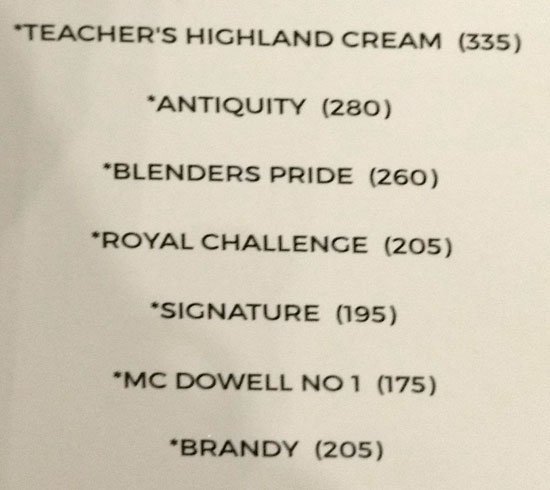 *TEACHER'S HIGHLAND CREAM (335)
*ANTIQUITY (280)
*BLENDERS PRIDE (260)
*ROYAL CHALLENGE (205)
*SIGNATURE (195)
*MC DOWELL NO 1 (175)
*BRANDY (205)